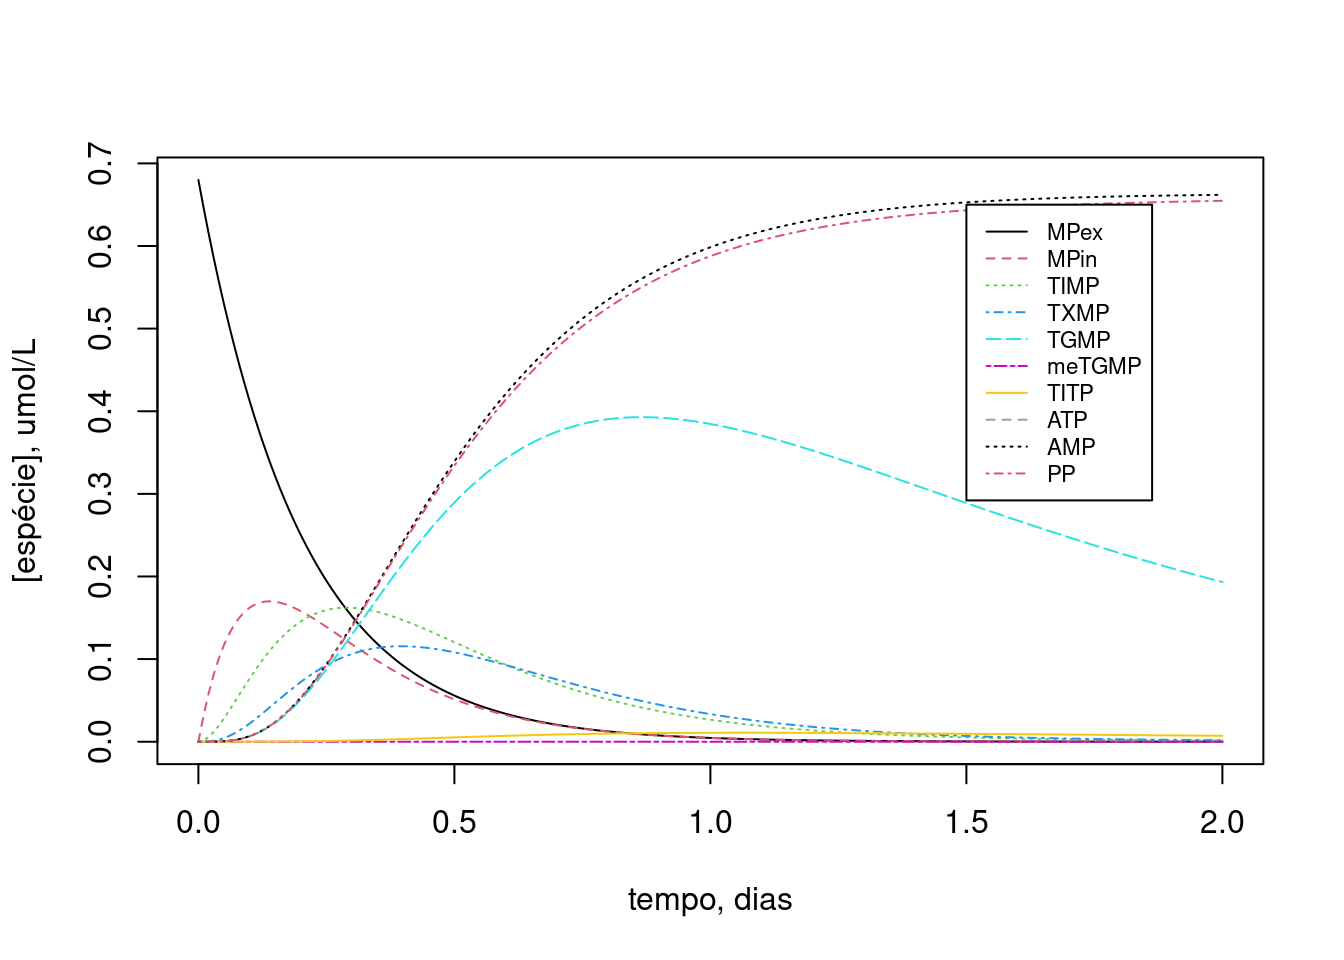 0.7
0.6
0.5
0.4
0.3
0.2
0.1
0.0
[espécie], umol/L
MPex
MPin
TIMP
TXMP
TGMP
meTGMP
TITP
ATP
AMP
PP
0.0 0.5 1.0 1.5 2.0
tempo, dias